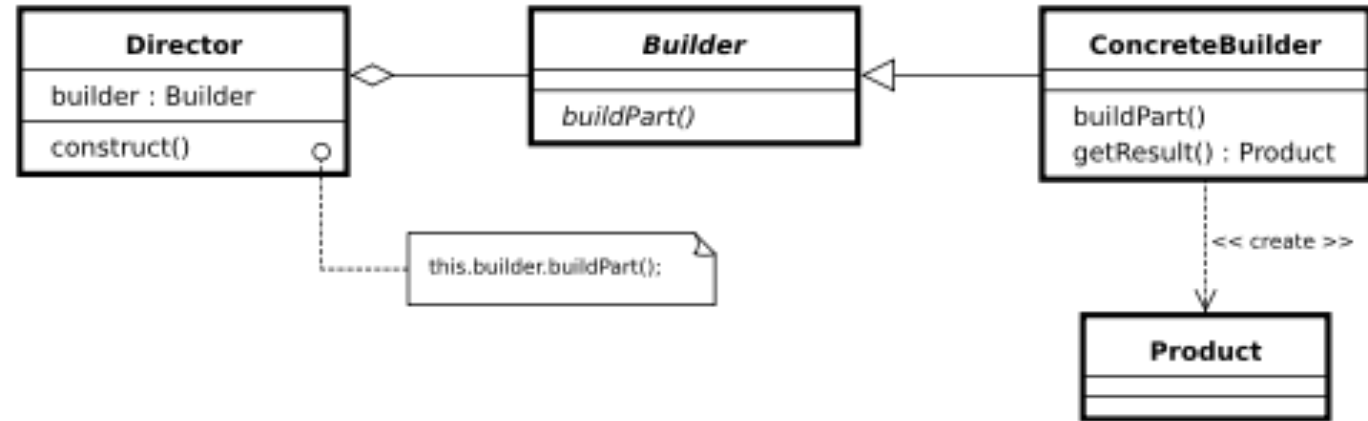 Director
builder : Builder
construct()
Builder
buildPart()
ConcreteBuilder
buildPart()
getResult() : Product
this.builder.buildPart();
<< create >>
Product